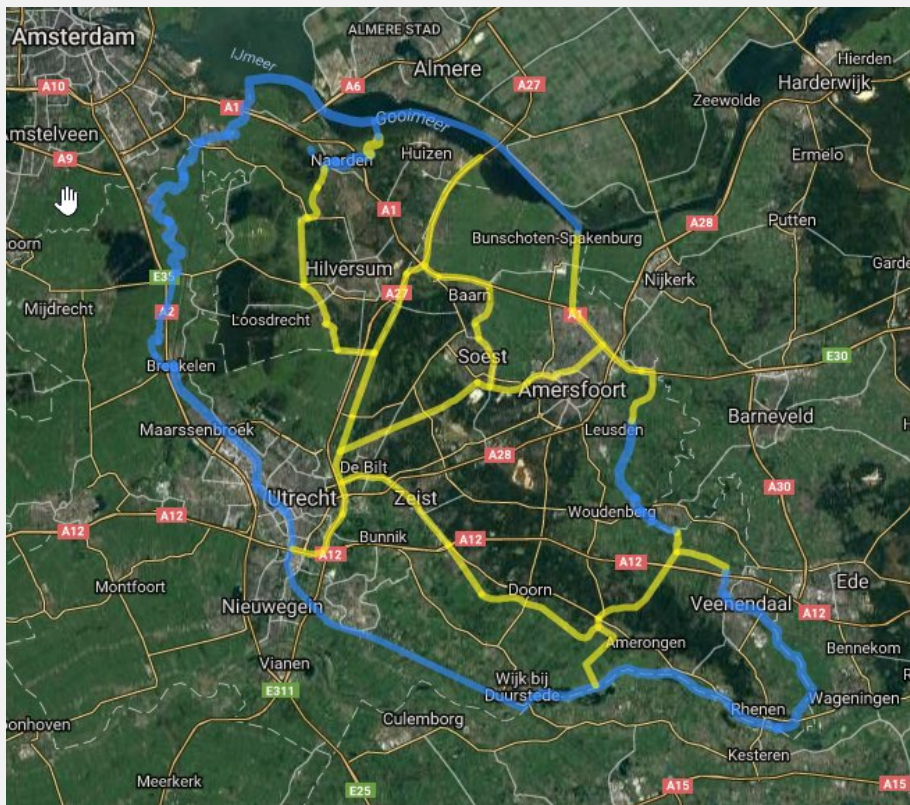 Amsterdam
ALMERE STAD
IJmeer
Almere
Hierden
Harderwijk
A10
A6
A27
A1
Zeewolde
Gooimeer
Amstelveen
A9
Naarden
Huizen
Ermelo
A1
A28
Putten
Bunschoten-Spakenburg
oorn
Hilversum
E35
Nijkerk
Garde
A27
Baarn
Mijdrecht
A2
Loosdrecht
A1
Soest
E30
Breukelen
Amersfoort
Barneveld
Maarssenbroek
Leusden
H
De Bilt
A28
Utrecht
Zeist
A30
A12
A12
Woudenberg
Bunnik
A12
A12
A12
Montfoort
Doorn
Ede
Nieuwegein
Veenendaal
A12
Amerongen
Bennekom
Vianen
Wijk bij
Duurstede
R
E311
Wageningen
Rhenen
oonhoven
Culemborg
Kesteren
Meerkerk
E25
A15
A15